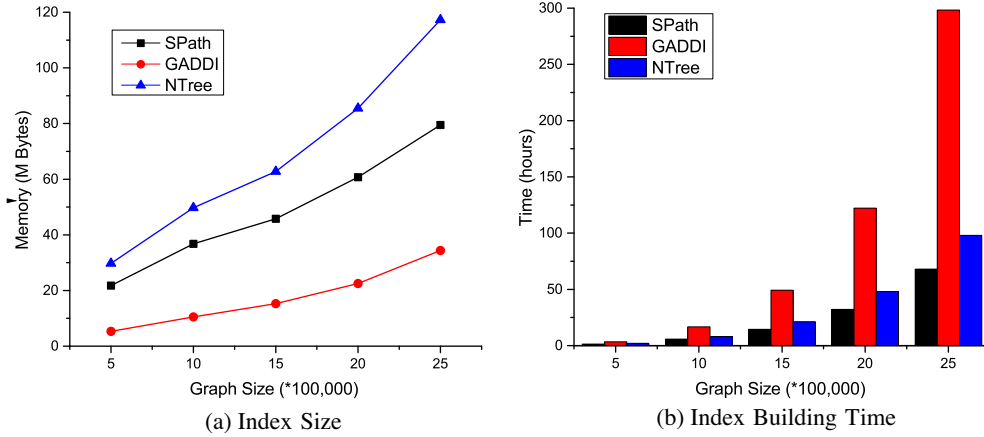 120
100
80
60
40
20
0
Memory (M Bytes)
SPath
GADDI
NTree
5 10 15 20 25
Graph Size (*100,000)
(a) Index Size
300
250
200
150
100
50
0
Time (hours)
SPath
GADDI
NTree
5 10 15 20 25
Graph Size (*100,000)
(b) Index Building Time